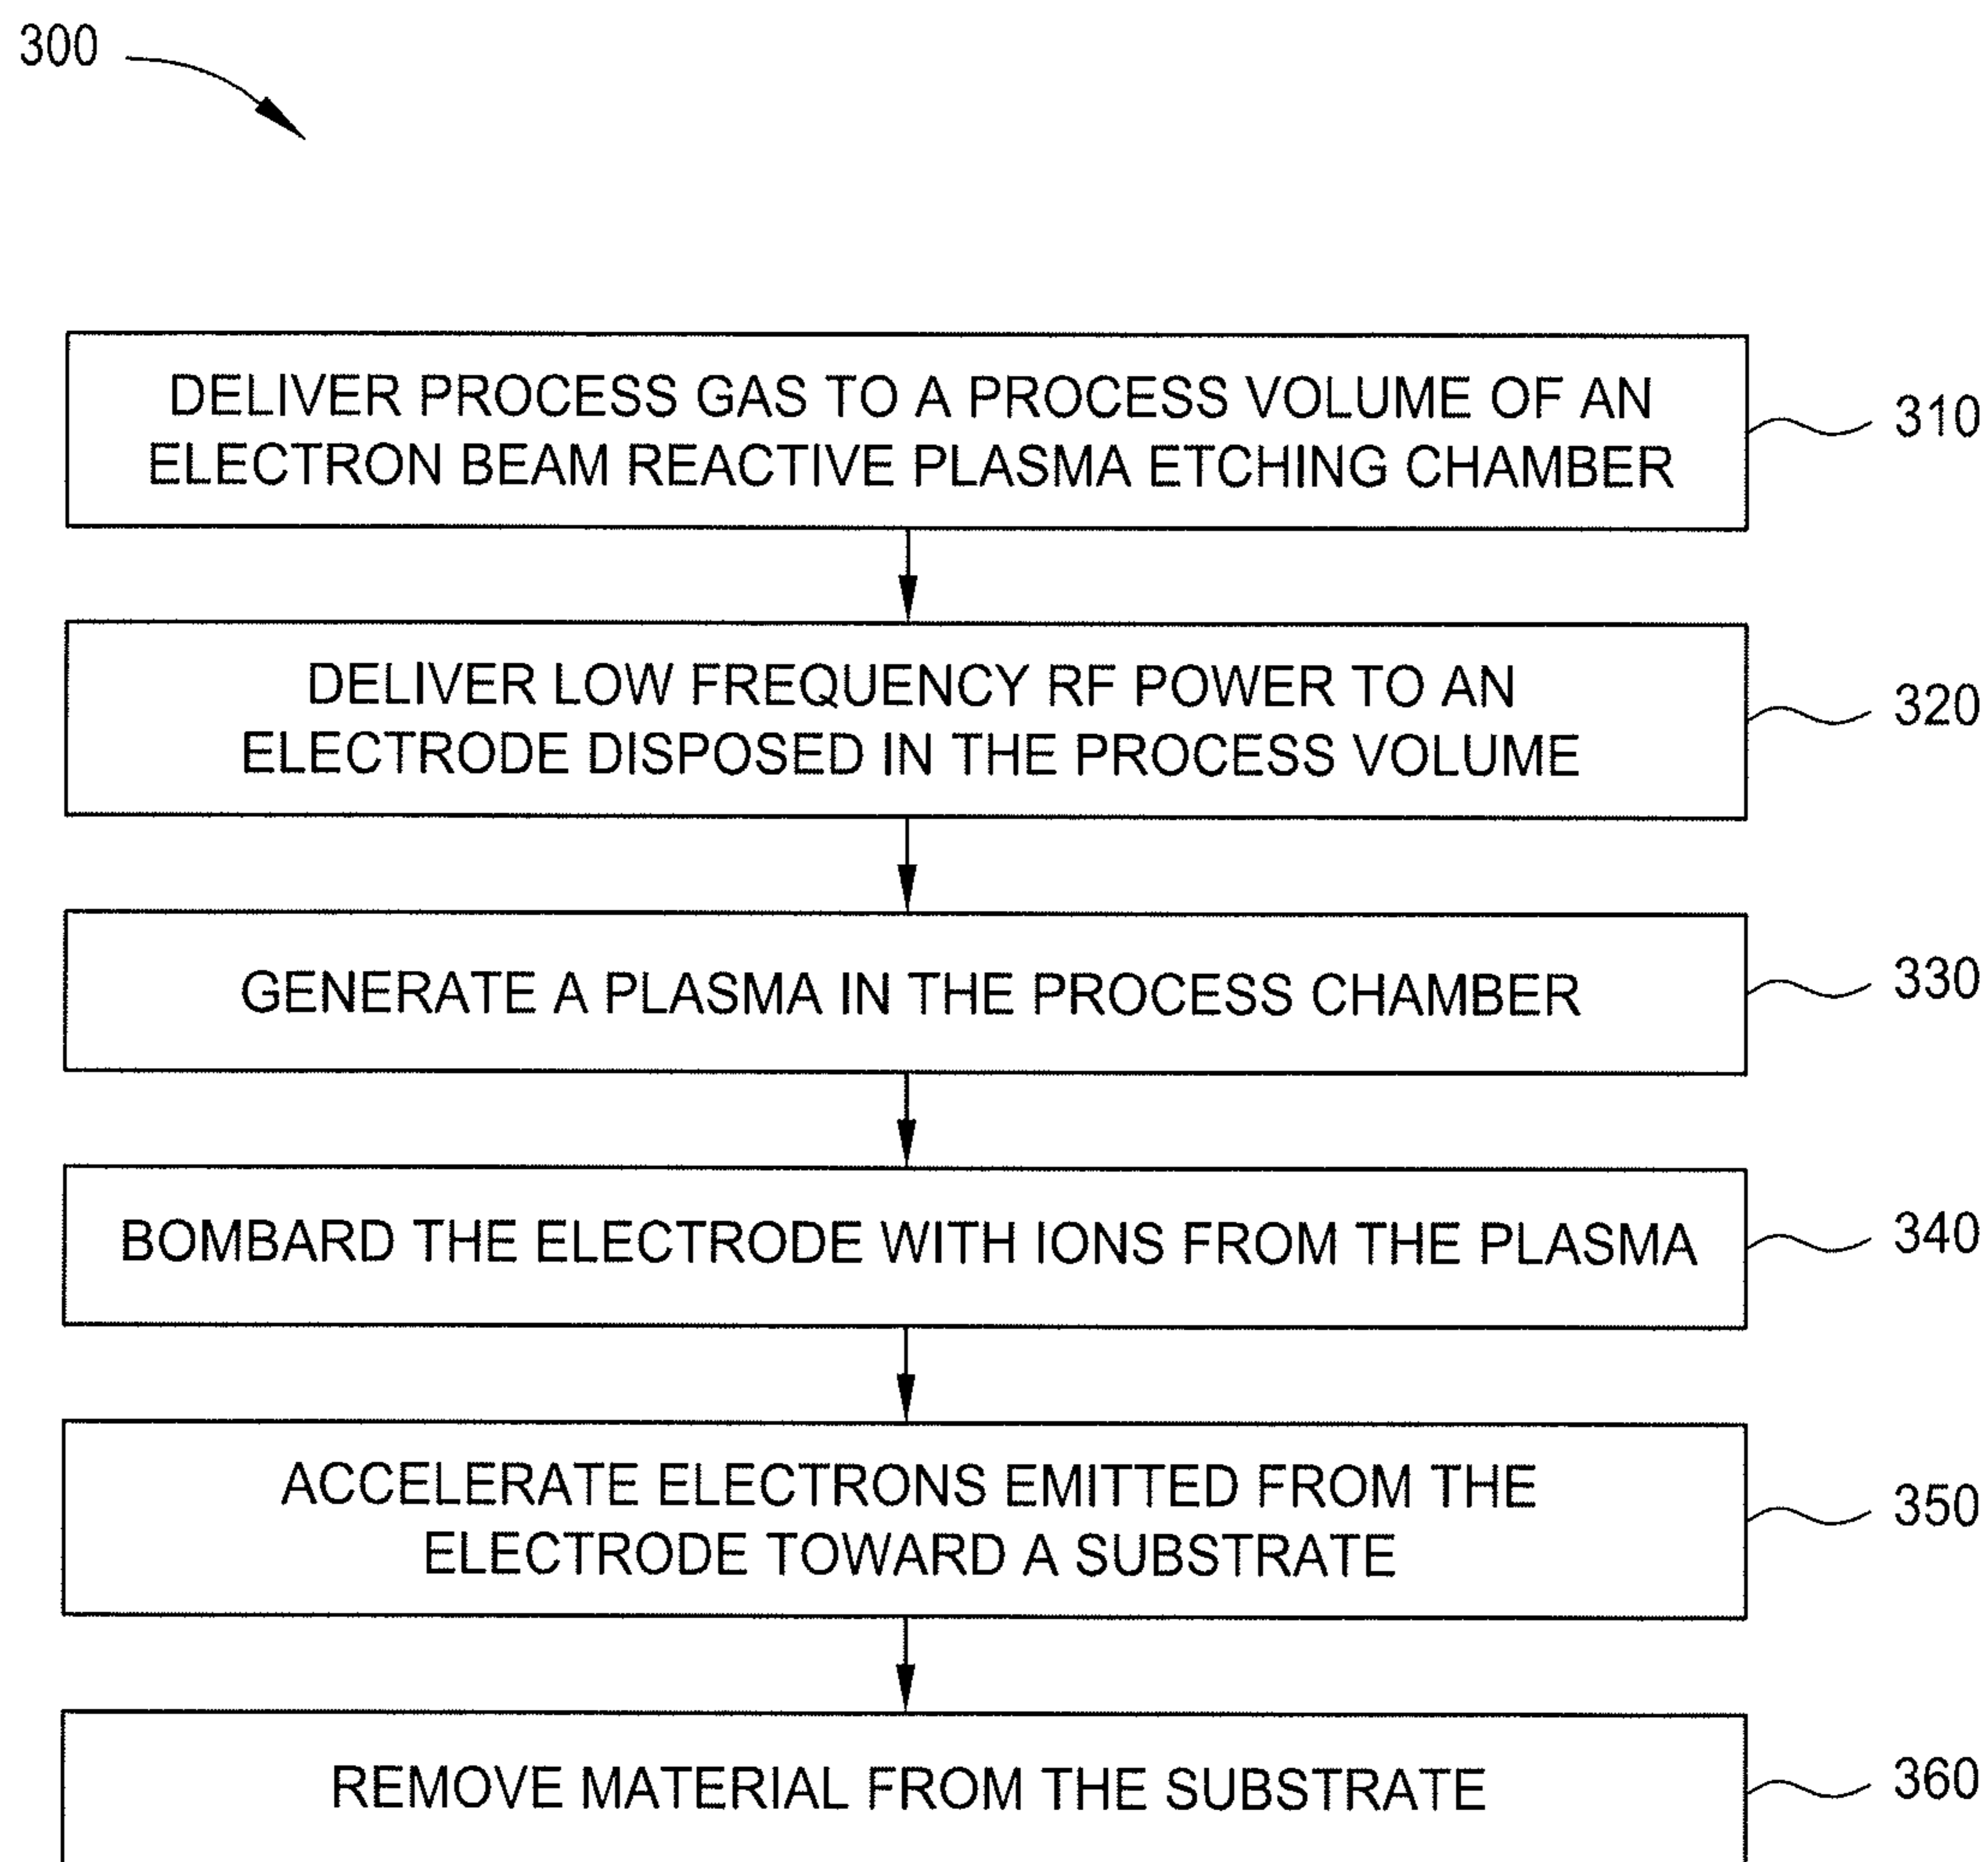 300
DELIVER PROCESS GAS TO A PROCESS VOLUME OF AN
ELECTRON BEAM REACTIVE PLASMA ETCHING CHAMBER
310
DELIVER LOW FREQUENCY RF POWER TO AN
ELECTRODE DISPOSED IN THE PROCESS VOLUME
320
GENERATE A PLASMA IN THE PROCESS CHAMBER
330
BOMBARD THE ELECTRODE WITH IONS FROM THE PLASMA
340
ACCELERATE ELECTRONS EMITTED FROM THE
ELECTRODE TOWARD A SUBSTRATE
350
REMOVE MATERIAL FROM THE SUBSTRATE
360